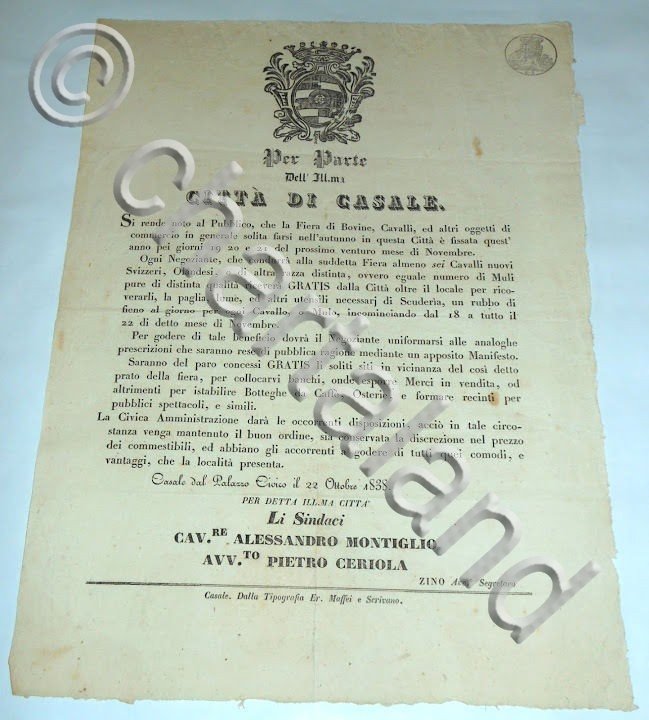 Per Parte
Dell' Ill.ma
CITTÀ DI CASALE.
Si rende noto al Pubblico, che la Fiera di Bovine, Cavalli, ed altri oggetti di
commercio in generale solita farsi nell'autunno in questa Città è fissata quest'
anno pei giorni 19 20 e 21 del prossimo venturo mese di Novembre.
Ogni Negoziante, che condurrà alla suddetta Fiera almeno sei Cavalli nuovi
Svizzeri, Olandesi, o di altra razza distinta, ovvero eguale numero di Muli
pure di distinta qualità riceverà GRATIS dalla Città oltre il locale per rico-
verarli, la paglia, lume, ed altri utensili necessarj di Scuderia, un rubbo di
fieno al giorno per ogni Cavallo, o Mulo, incominciando dal 18 a tutto il
22 di detto mese di Novembre.
Per godere di tale beneficio dovrà il Negoziante uniformarsi alle analoghe
prescrizioni che saranno rese di pubblica ragione mediante un apposito Manifesto.
Saranno del paro concessi GRATIS li soliti siti in vicinanza del così detto
prato della fiera, per collocarvi banchi, onde esporre Merci in vendita, od
altrimenti per istabilire Botteghe da Caffè, Osterie, e formare recinti per
pubblici spettacoli, e simili.
La Civica Amministrazione darà le occorrenti disposizioni, acciò in tale circo-
stanza venga mantenuto il buon ordine, sia conservata la discrezione nel prezzo
dei commestibili, ed abbiano gli accorrenti a godere di tutti quei comodi, e
vantaggi, che la località presenta.
Casale dal Palazzo Civico il 22 Ottobre 1838.
PER DETTA ILL.MA CITTA'
Li Sindaci
CAV.RE ALESSANDRO MONTIGLIO
AVV.TO PIETRO CERIOLA
ZINO Segretaro
Casale. Dalla Tipografia Er. Maffei e Scrivano.
© Chartaland